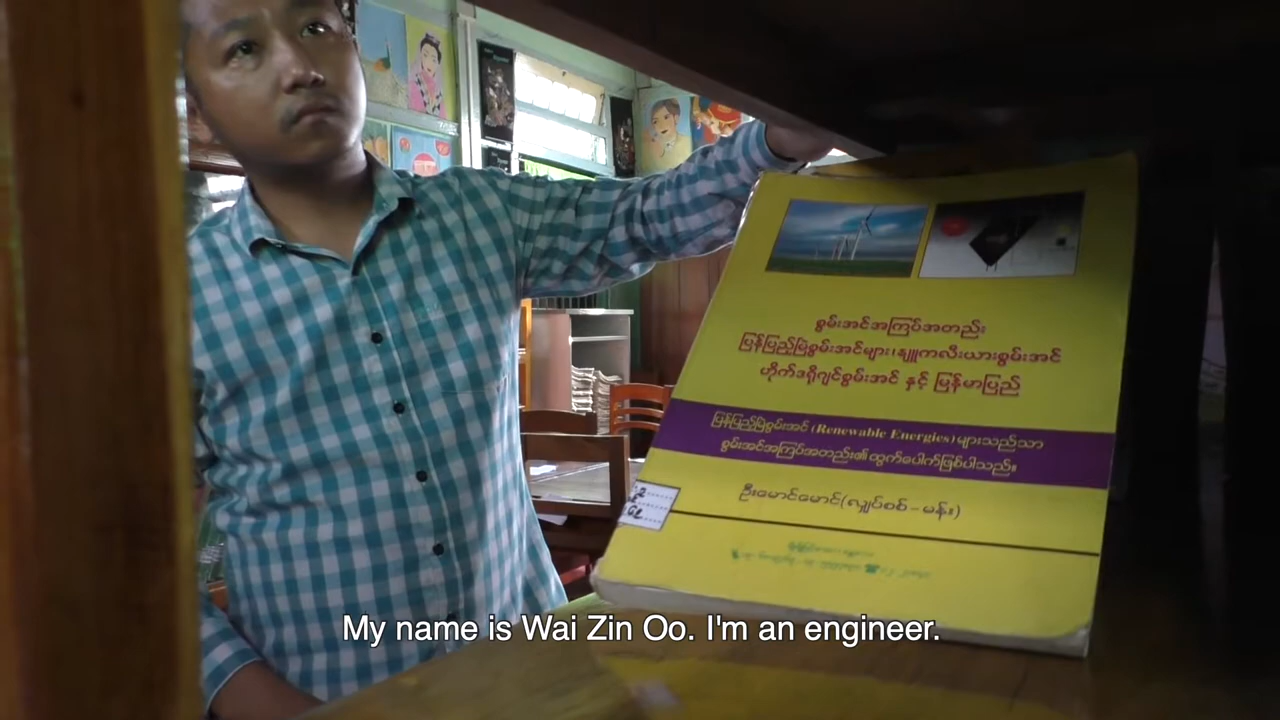 စွမ်းအင်အကြပ်အတည်း
ပြန်ပြည့်မြဲစွမ်းအင်များ၊နျူကလီးယားစွမ်းအင်
ဟိုက်ဒရိုဂျင်စွမ်းအင် နှင့် မြန်မာပြည်
ပြန်ပြည့်မြဲစွမ်းအင် (Renewable Energies) များသည်သာ
စွမ်းအင်အကြပ်အတည်း၏ ထွက်ပေါက်ဖြစ်ပါသည်။
ဦးမောင်မောင်(လျှပ်စစ် - မန်း)
My name is Wai Zin Oo. I'm an engineer.